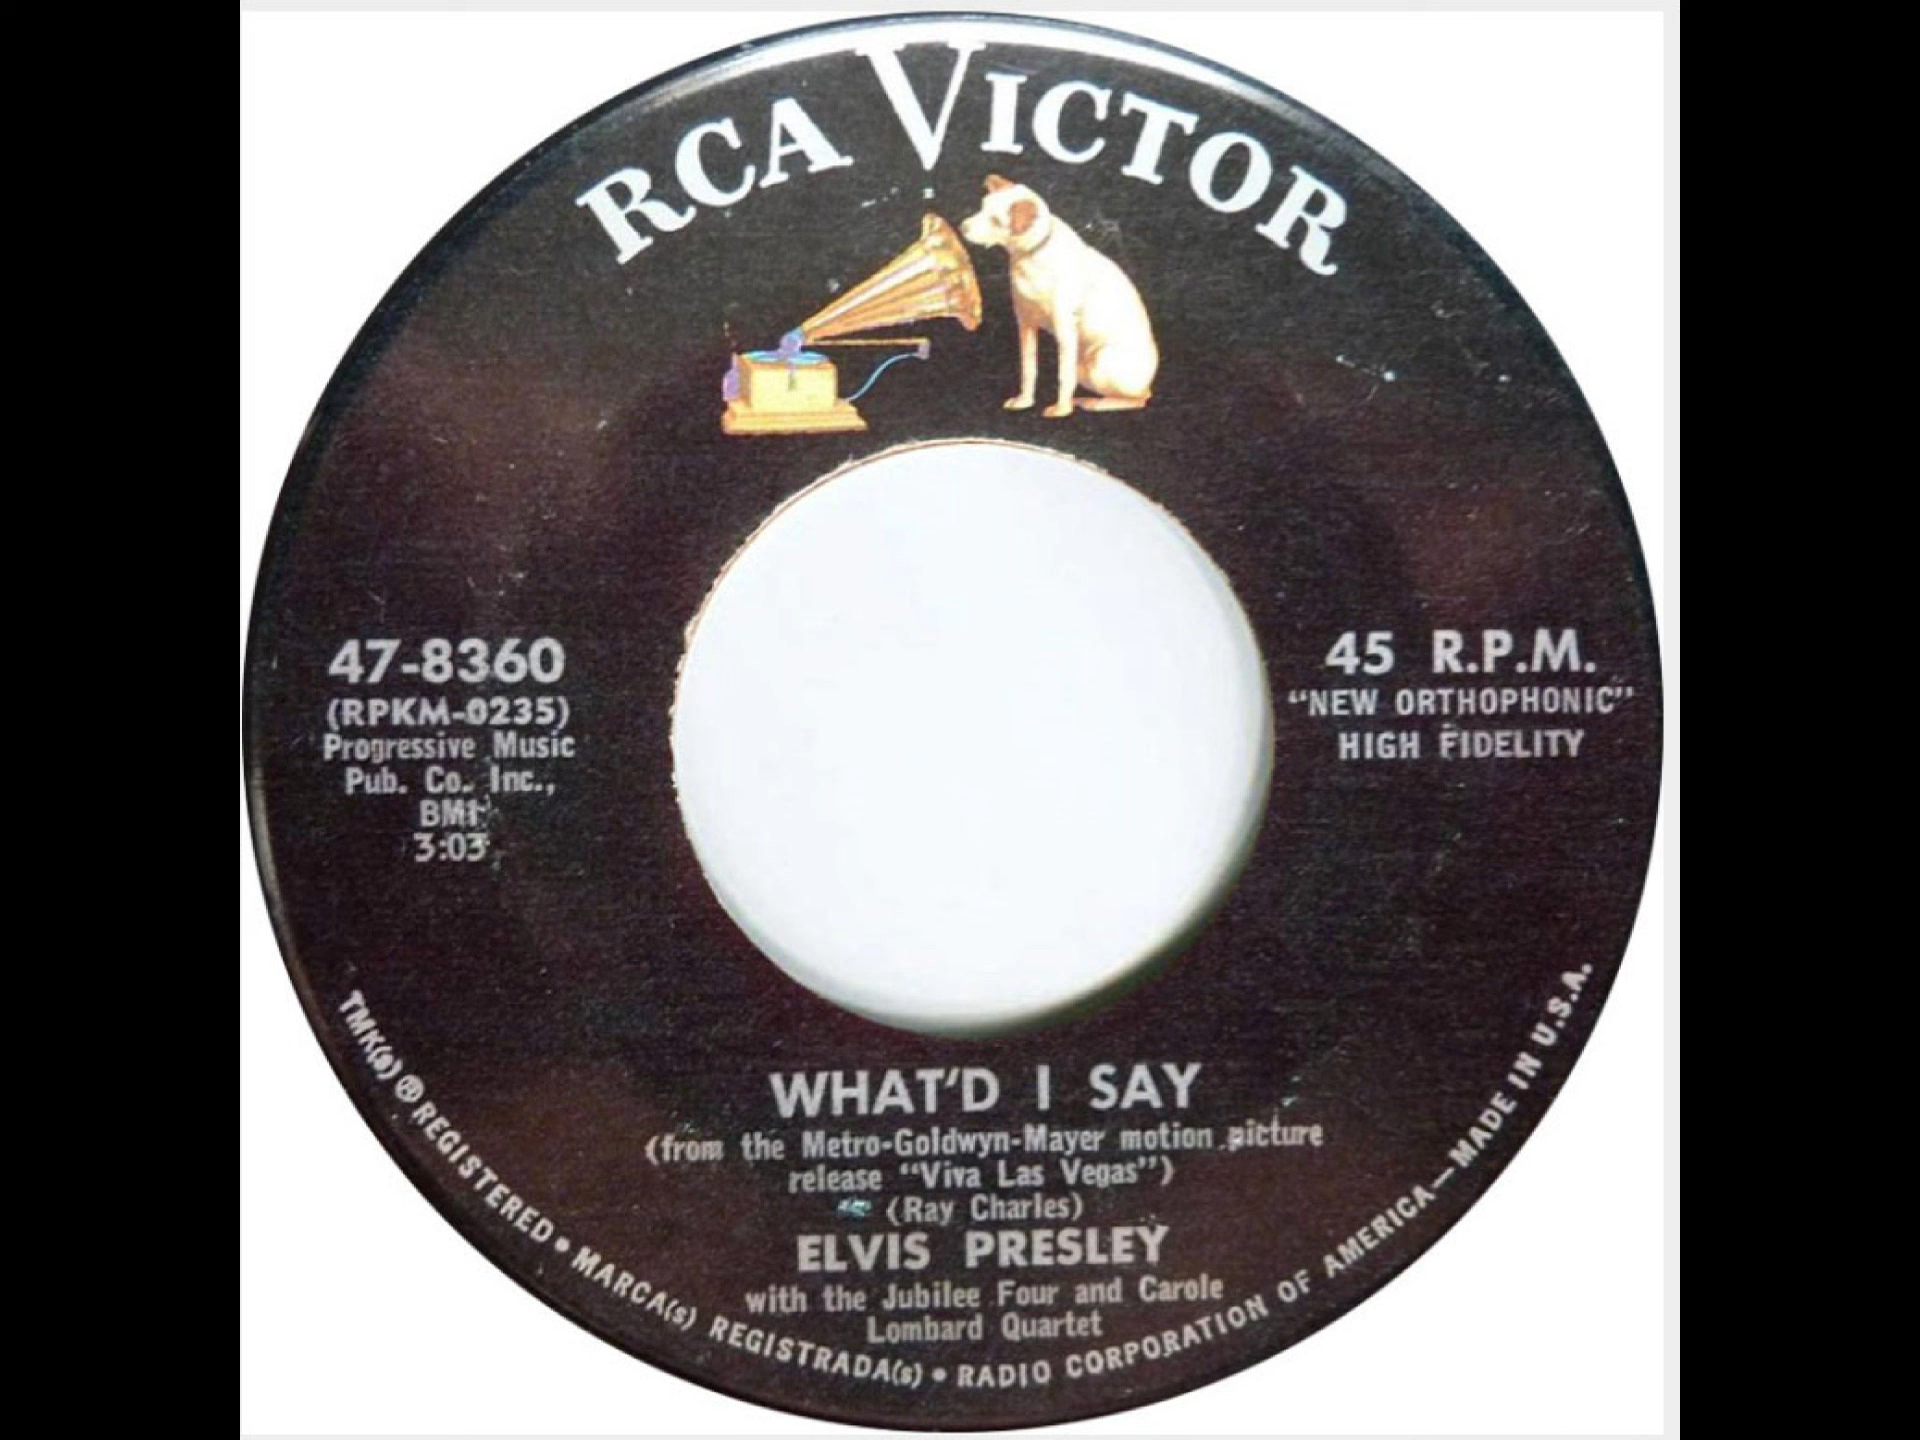 RCA VICTOR
47-8360
(RPKM-0235)
Progressive Music
Pub. Co. Inc.,
BMI
3:03
45 R.P.M.
"NEW ORTHOPHONIC"
HIGH FIDELITY
WHAT'D I SAY
(from the Metro-Goldwyn-Mayer motion picture
release "Viva Las Vegas")
(Ray Charles)
ELVIS PRESLEY
with the Jubilee Four and Carole
Lombard Quartet
TMK(s) ® REGISTERED • MARCA(s) REGISTRADA(s) • RADIO CORPORATION OF AMERICA—MADE IN U.S.A.